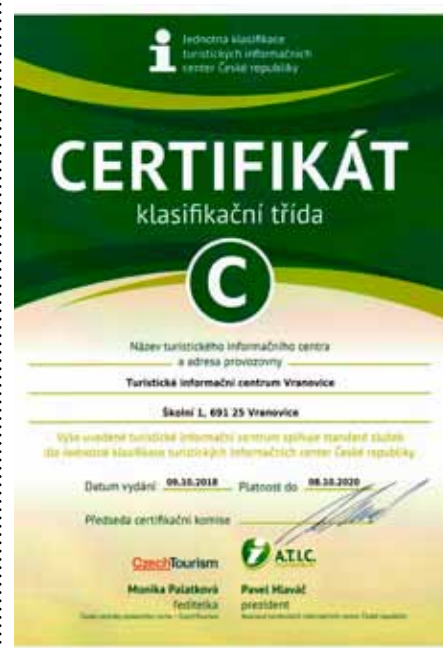 Jednotná klasifikace
turistických informačních
center České republiky
CERTIFIKÁT
klasifikační třída
C
Název turistického informačního centra
a adresa provozovny
Turistické informační centrum Vranovice
Školní 1, 691 25 Vranovice
Výše uvedené turistické informační centrum splňuje standard služeb
dle Jednotné klasifikace turistických informačních center České republiky
Datum vydání 09.10.2018 Platnost do 08.10.2020
Předseda certifikační komise
CzechTourism
A.T.I.C.
Monika Palatková
ředitelka
Pavel Hlaváč
prezident